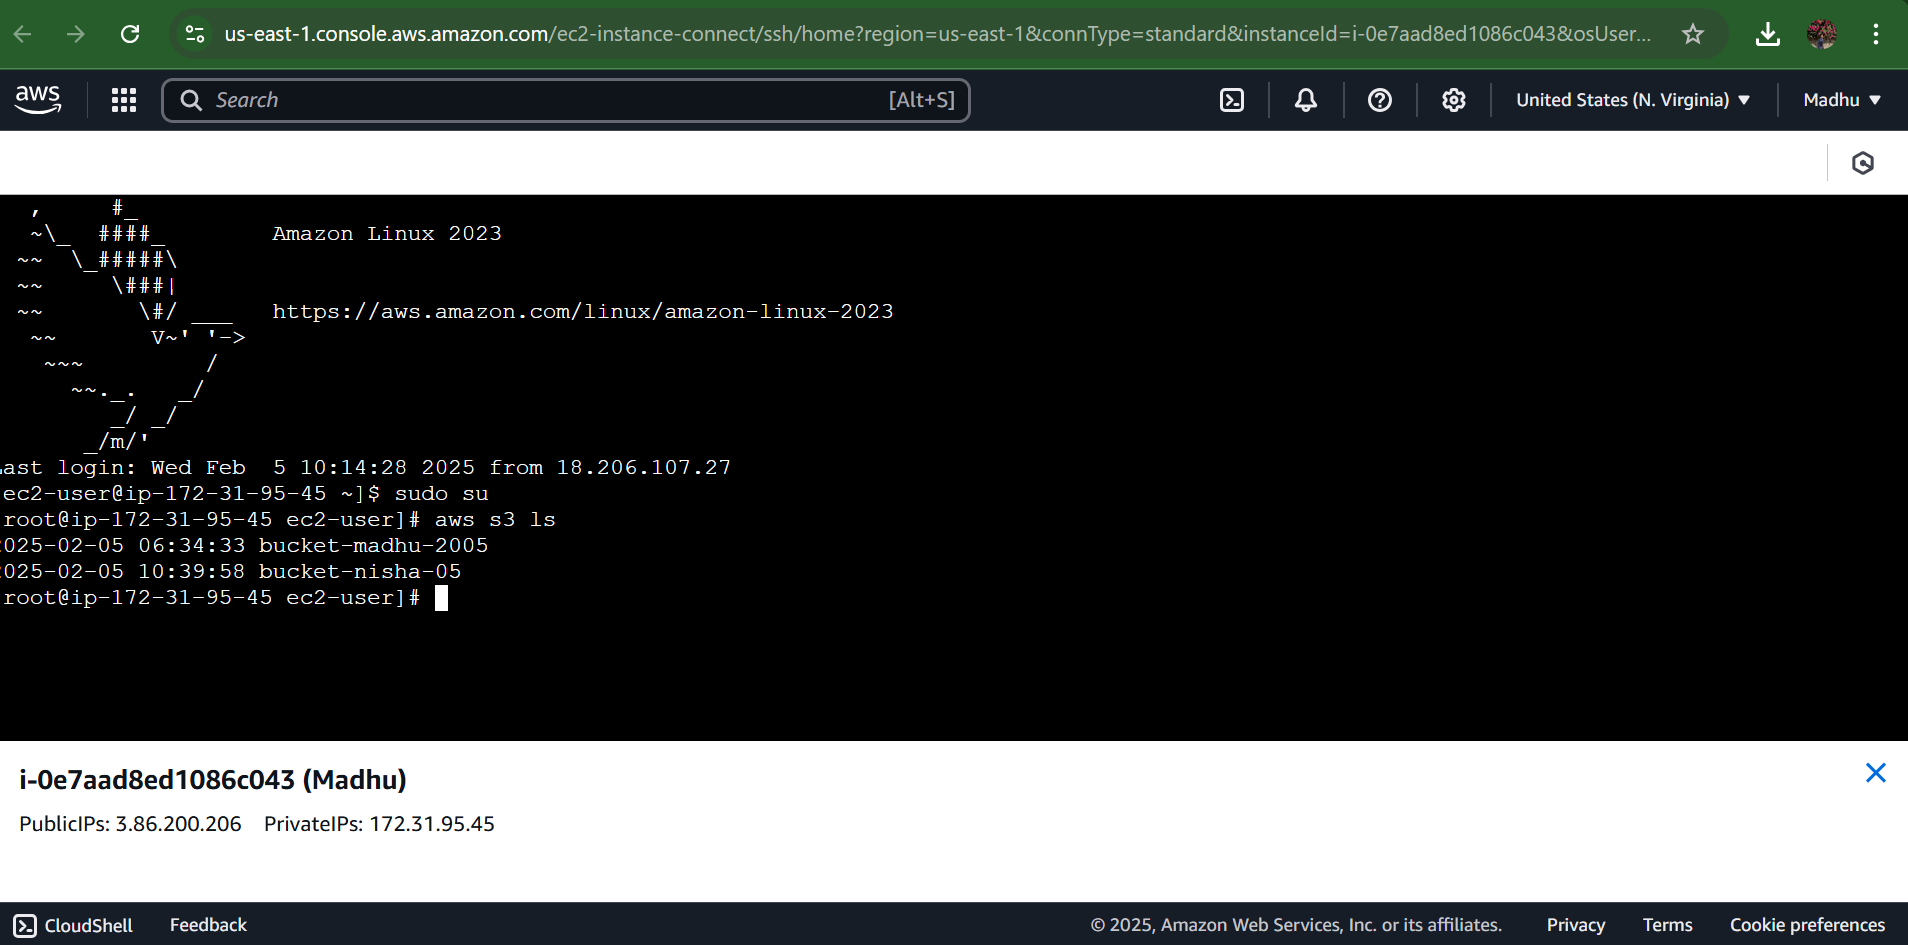 us-east-1.console.aws.amazon.com/ec2-instance-connect/ssh/home?region=us-east-1&connType=standard&instanceId=i-0e7aad8ed1086c043&osUser...
aws Search [Alt+S] United States (N. Virginia) Madhu
   ,      #_
  ~\_  ####_        Amazon Linux 2023
 ~~  \_#####\
 ~~     \###|
 ~~       \#/ ___   https://aws.amazon.com/linux/amazon-linux-2023
  ~~       V~' '->
   ~~~         /
     ~~._.   _/
        _/ _/
      _/m/'
ast login: Wed Feb  5 10:14:28 2025 from 18.206.107.27
ec2-user@ip-172-31-95-45 ~]$ sudo su
root@ip-172-31-95-45 ec2-user]# aws s3 ls
025-02-05 06:34:33 bucket-madhu-2005
025-02-05 10:39:58 bucket-nisha-05
root@ip-172-31-95-45 ec2-user]#
i-0e7aad8ed1086c043 (Madhu)
PublicIPs: 3.86.200.206 PrivateIPs: 172.31.95.45
CloudShell Feedback © 2025, Amazon Web Services, Inc. or its affiliates. Privacy Terms Cookie preferences